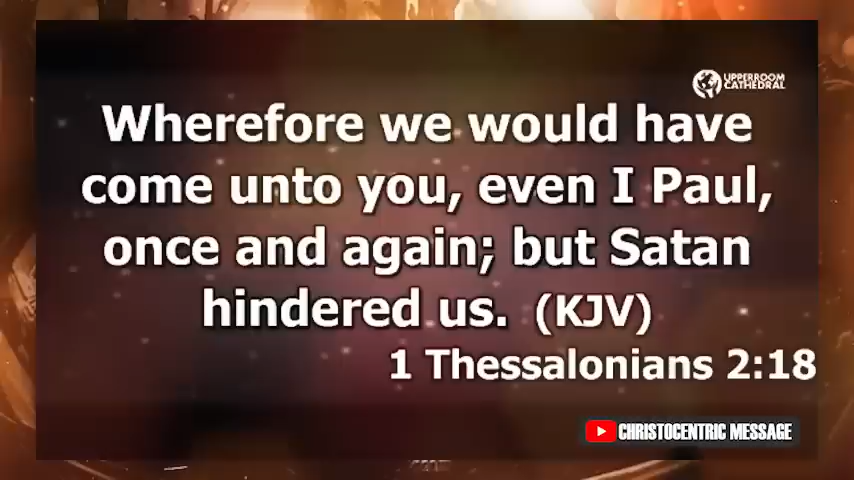 UPPERROOM
CATHEDRAL
Wherefore we would have
come unto you, even I Paul,
once and again; but Satan
hindered us. (KJV)
1 Thessalonians 2:18
CHRISTOCENTRIC MESSAGE